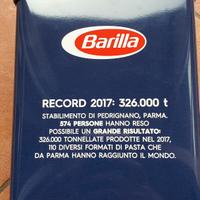 Barilla
RECORD 2017: 326.000 t
STABILIMENTO DI PEDRIGNANO, PARMA.
574 PERSONE HANNO RESO
POSSIBILE UN GRANDE RISULTATO:
326.000 TONNELLATE PRODOTTE NEL 2017,
110 DIVERSI FORMATI DI PASTA CHE
DA PARMA HANNO RAGGIUNTO IL MONDO.